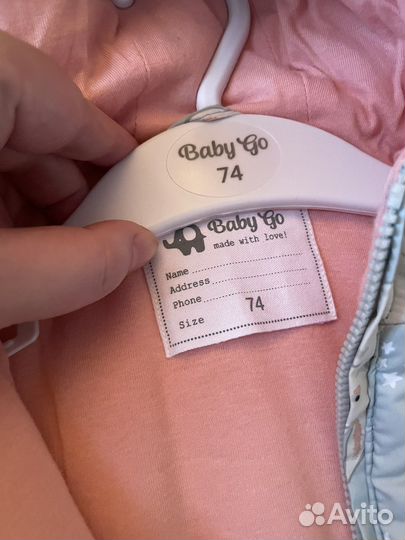 Baby Go
74
Baby Go
made with love!
Name
Address
Phone
Size 74
Avito